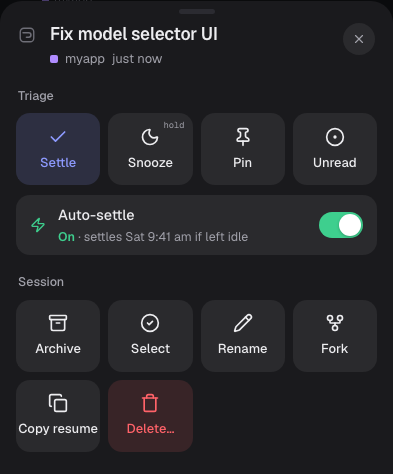 Fix model selector UI
myapp just now
Triage
Settle
hold
Snooze
Pin
Unread
Auto-settle
On · settles Sat 9:41 am if left idle
Session
Archive
Select
Rename
Fork
Copy resume
Delete...